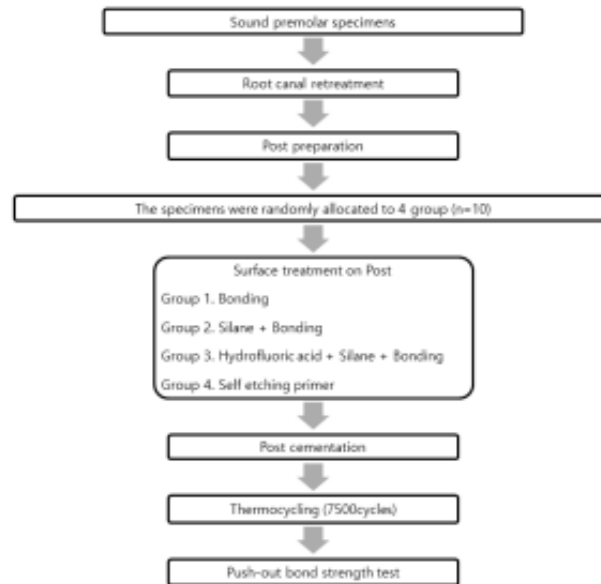 Sound premolar specimens
Root canal retreatment
Post preparation
The specimens were randomly allocated to 4 group (n=10)
Surface treatment on Post
Group 1. Bonding
Group 2. Silane + Bonding
Group 3. Hydrofluoric acid + Silane + Bonding
Group 4. Self etching primer
Post cementation
Thermocycling (7500cycles)
Push-out bond strength test